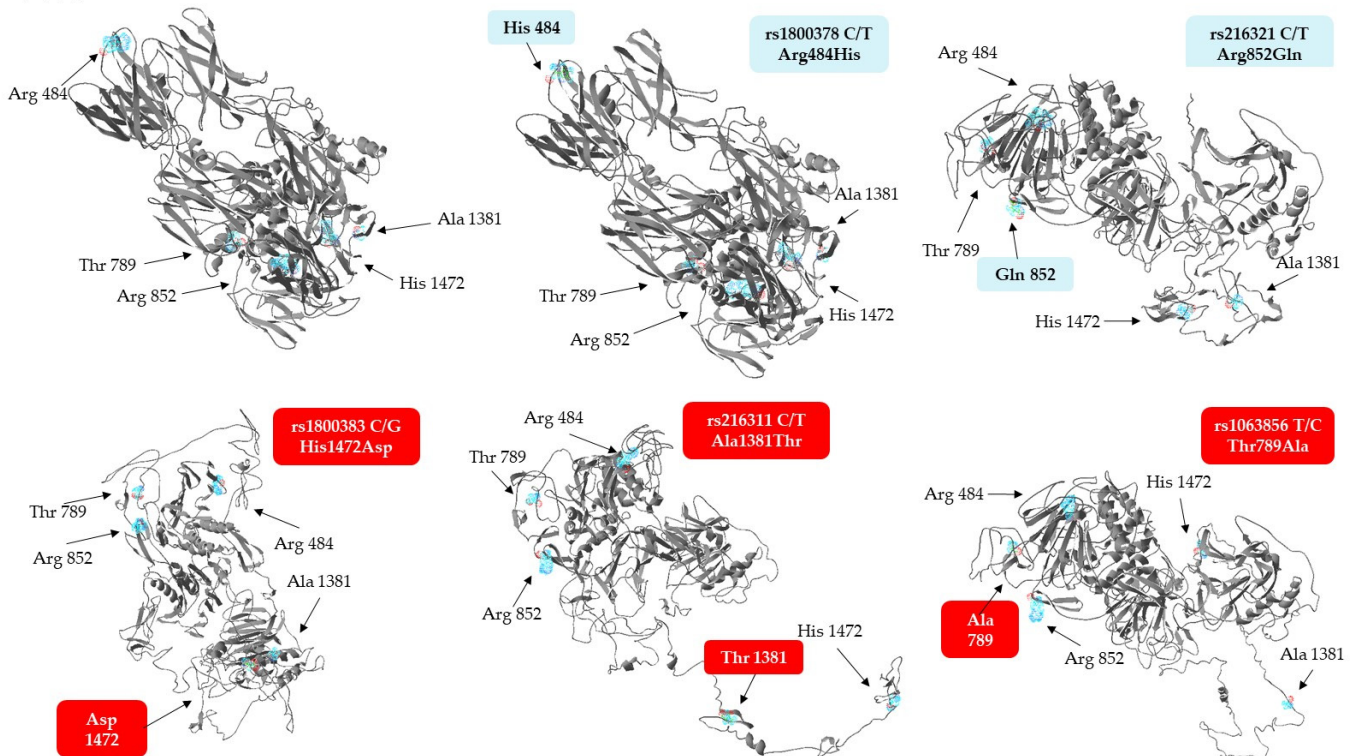 Arg 484
Thr 789
Arg 852
Ala 1381
His 1472
His 484
rs1800378 C/T
Arg484His
Thr 789
Arg 852
Ala 1381
His 1472
rs216321 C/T
Arg852Gln
Arg 484
Thr 789
Gln 852
Ala 1381
His 1472
rs1800383 C/G
His1472Asp
Thr 789
Arg 852
Arg 484
Ala 1381
Asp
1472
rs216311 C/T
Ala1381Thr
Arg 484
Thr 789
Arg 852
Thr 1381
His 1472
rs1063856 T/C
Thr789Ala
Arg 484
His 1472
Ala
789
Arg 852
Ala 1381